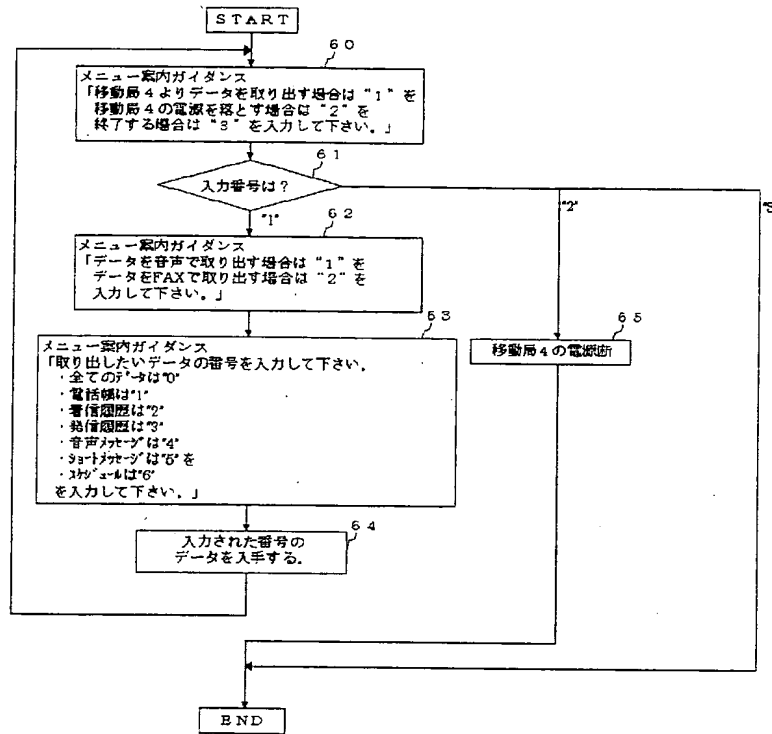 START
60
メニュー案内ガイダンス
「移動局4よりデータを取り出す場合は"1"を
移動局4の電源を落とす場合は"2"を
終了する場合は"3"を入力して下さい。」
61
入力番号は?
"1"
"2"
"3
62
メニュー案内ガイダンス
「データを音声で取り出す場合は"1"を
データをFAXで取り出す場合は"2"を
入力して下さい。」
63
メニュー案内ガイダンス
「取り出したいデータの番号を入力して下さい.
・全てのデータは"0"
・電話帳は"1"
・着信履歴は"2"
・発信履歴は"3"
・音声メッセージは"4"
・ショートメッセージは"5"を
・スケジュールは"6"
を入力して下さい。」
65
移動局4の電源断
64
入力された番号の
データを入手する.
END